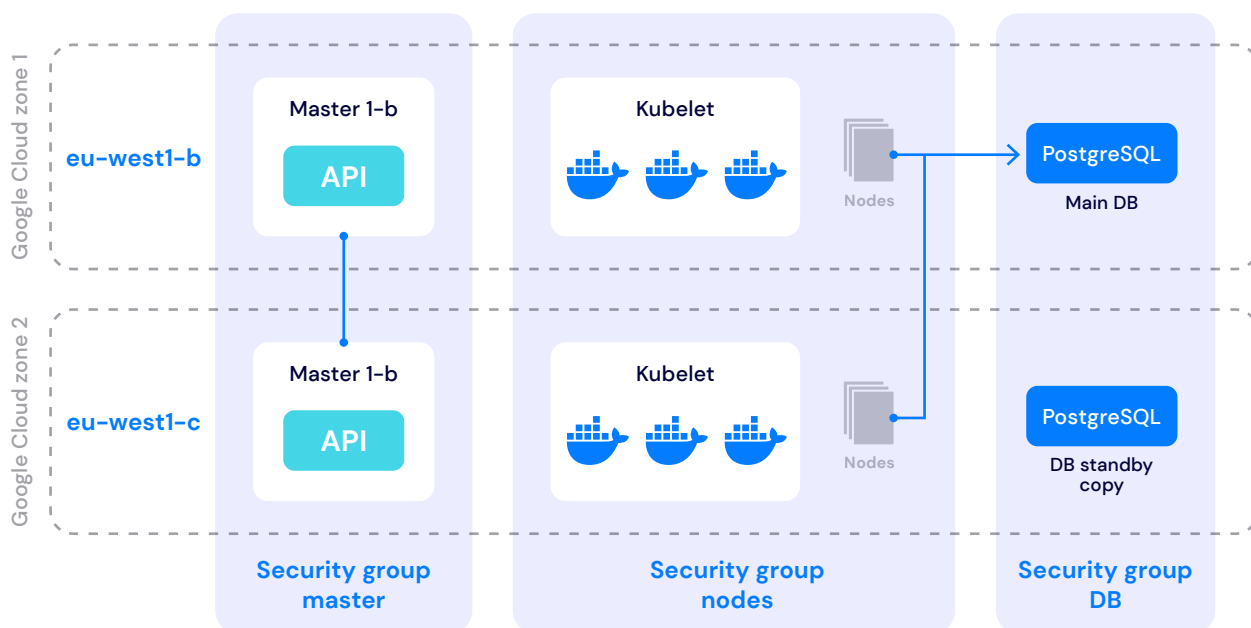 Google Cloud zone 1
eu-west1-b
Master 1-b
API
Kubelet
Nodes
PostgreSQL
Main DB
Google Cloud zone 2
eu-west1-c
Master 1-b
API
Kubelet
Nodes
PostgreSQL
DB standby
copy
Security group
master
Security group
nodes
Security group
DB